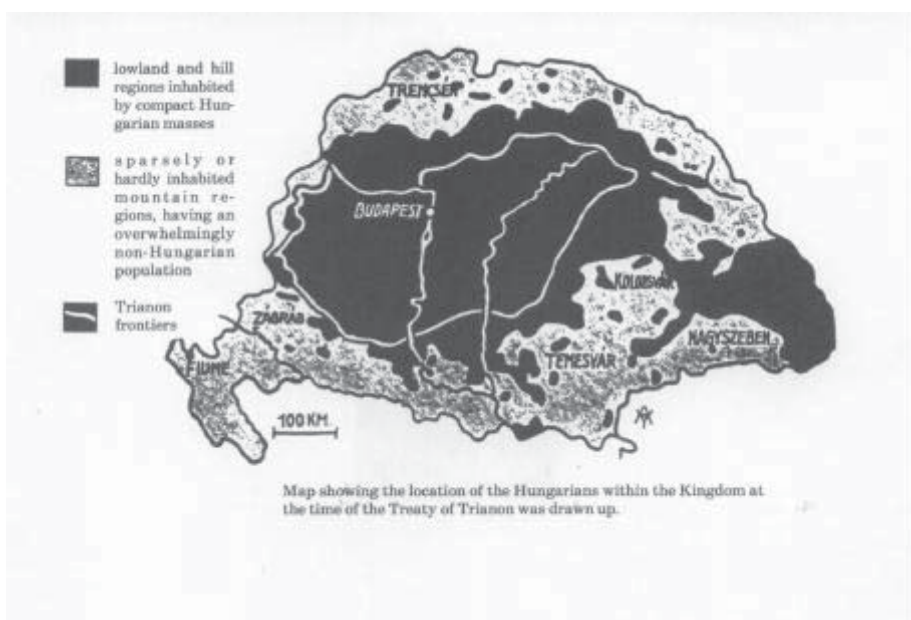 lowland and hill
regions inhabited
by compact Hun-
garian masses
sparsely or
hardly inhabited
mountain re-
gions, having an
overwhelmingly
non-Hungarian
population
Trianon
frontiers
TRENCSÉN
BUDAPEST
KOLOZSVÁR
ZÁGRÁB
NAGYSZEBEN
TEMESVÁR
FIUME
100 KM.
Map showing the location of the Hungarians within the Kingdom at
the time of the Treaty of Trianon was drawn up.